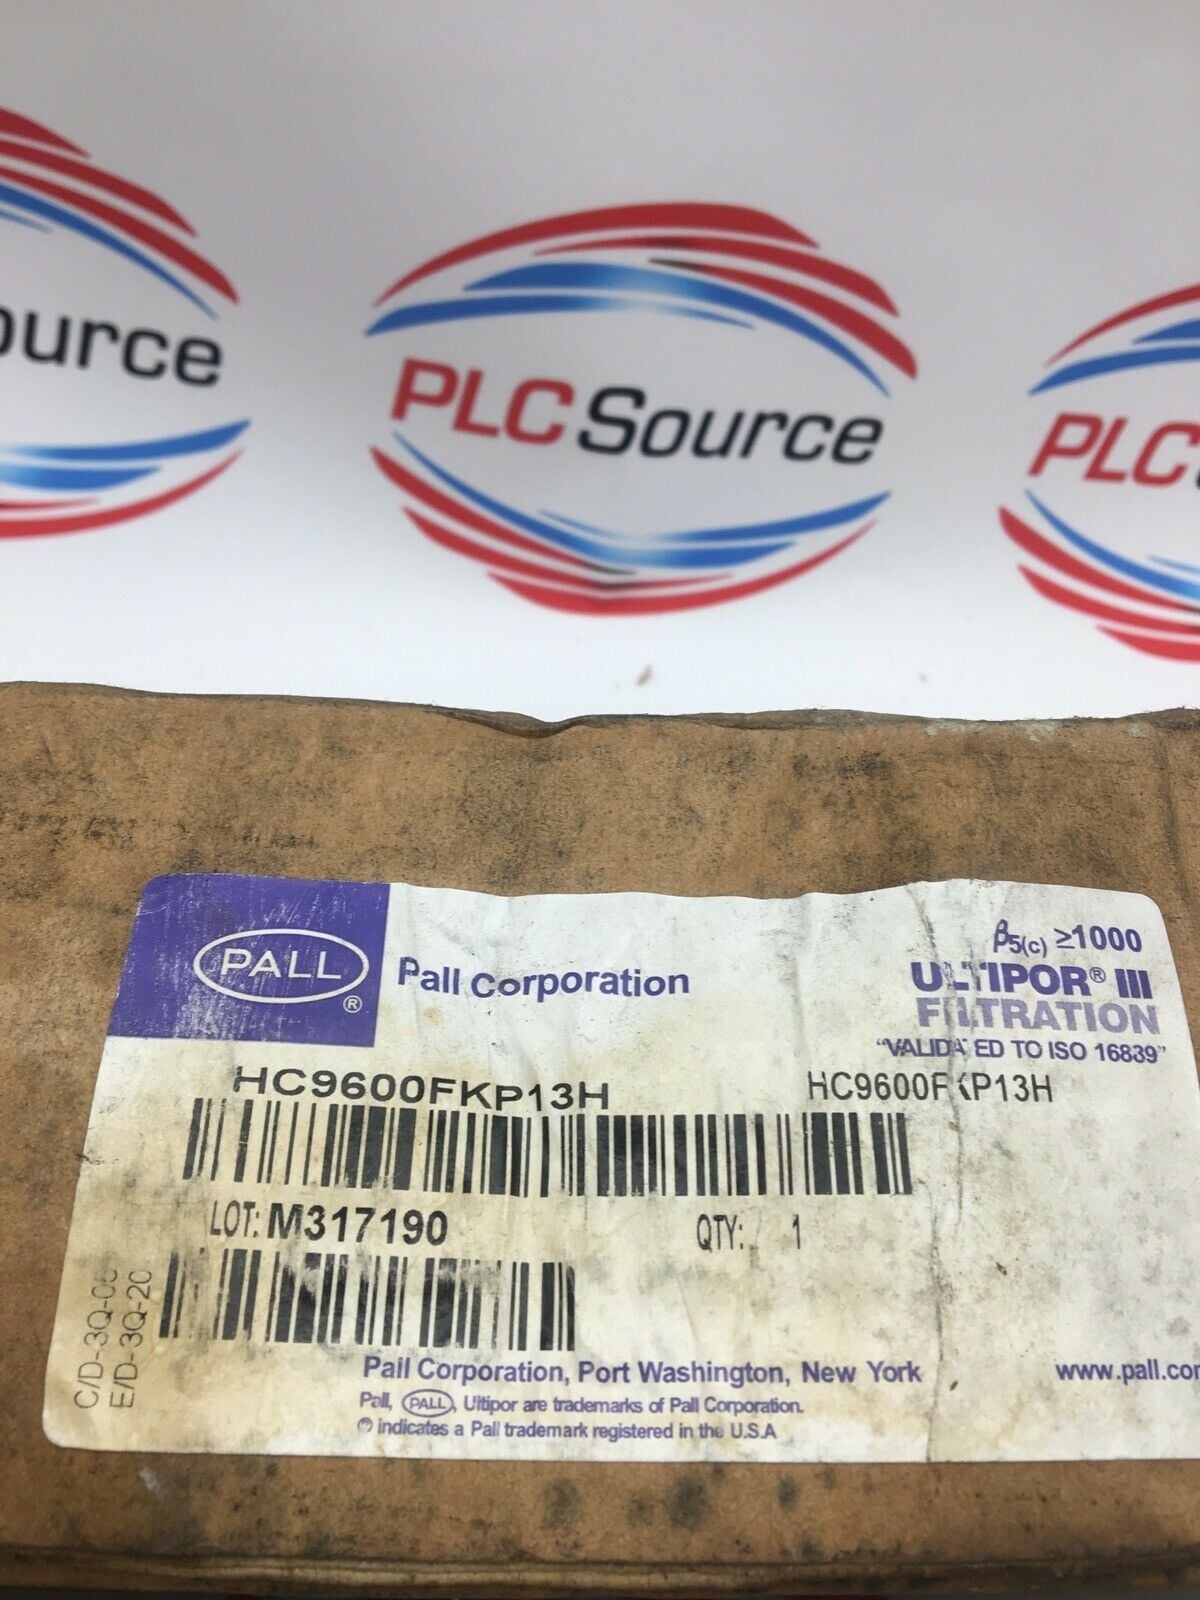 ource
PLC Source
PLC
PALL
®
Pall Corporation
β5(c) ≥1000
ULTIPOR® III
FILTRATION
"VALIDATED TO ISO 16889"
HC9600FKP13H
HC9600FKP13H
LOT: M317190
QTY: 1
C/D-3Q-05
E/D-3Q-20
Pall Corporation, Port Washington, New York
www.pall.co
Pall, PALL, Ultipor are trademarks of Pall Corporation.
® indicates a Pall trademark registered in the U.S.A